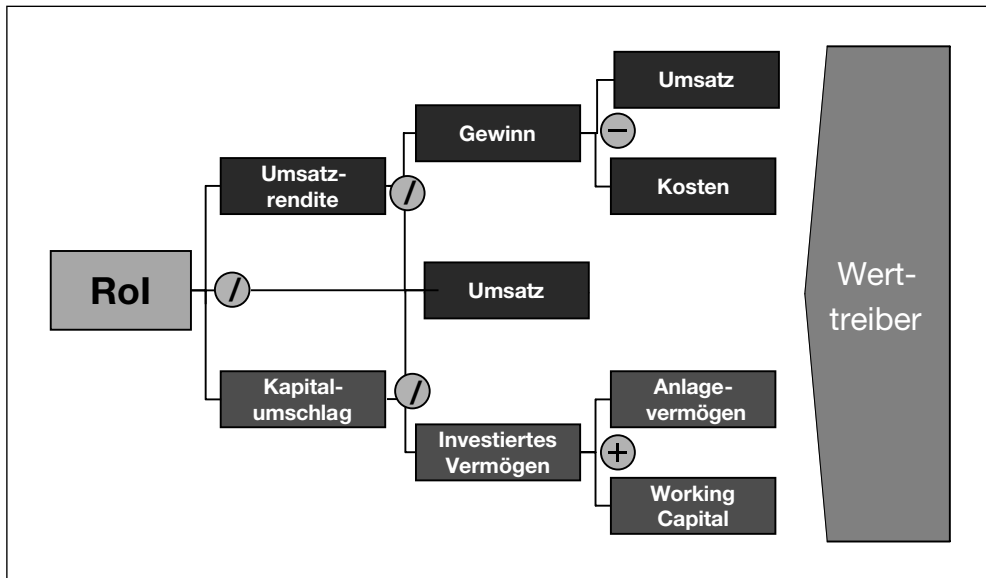 Umsatz
Gewinn
−
Umsatz-
rendite
/
Kosten
RoI
/
Umsatz
Wert-
treiber
Kapital-
umschlag
/
Anlage-
vermögen
Investiertes
Vermögen
+
Working
Capital